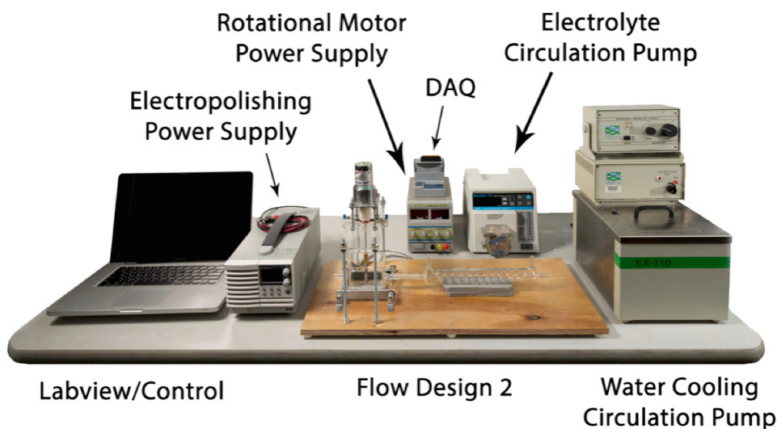 Rotational Motor
Power Supply
Electrolyte
Circulation Pump
DAQ
Electropolishing
Power Supply
EX-110
Labview/Control
Flow Design 2
Water Cooling
Circulation Pump